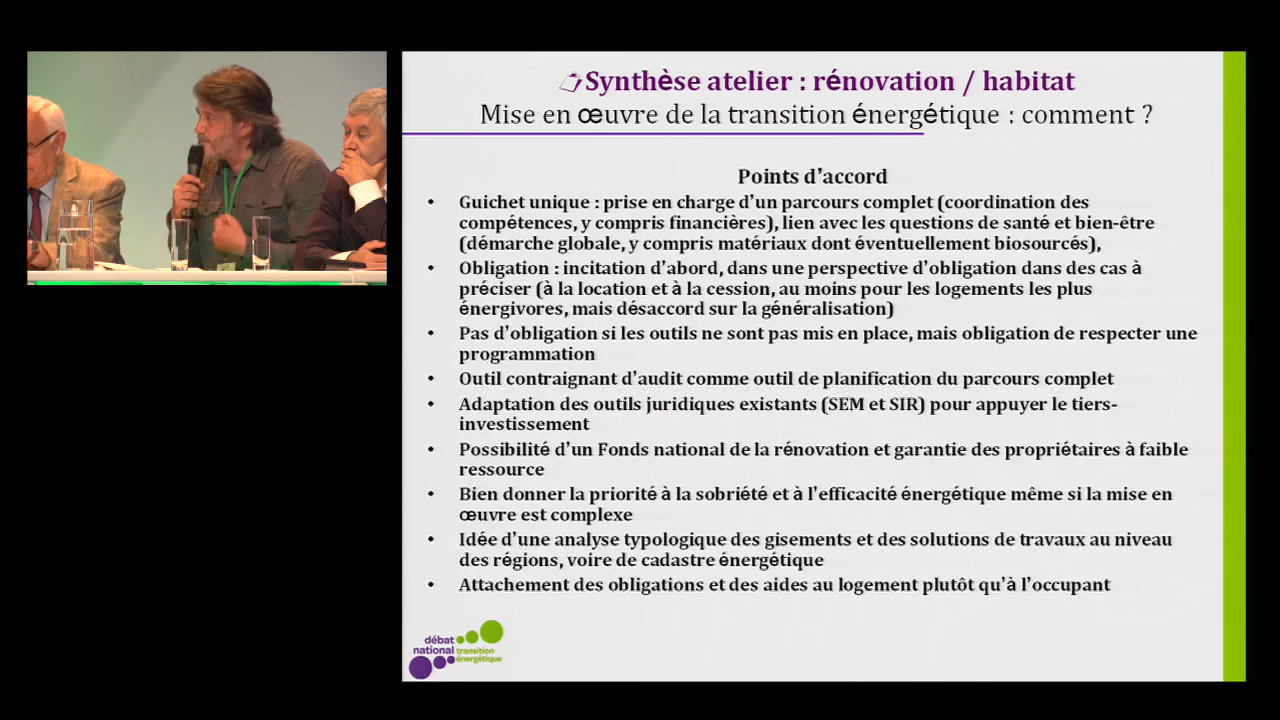 Synthèse atelier : rénovation / habitat
Mise en œuvre de la transition énergétique : comment ?
Points d'accord
• Guichet unique : prise en charge d'un parcours complet (coordination des
compétences, y compris financières), lien avec les questions de santé et bien-être
(démarche globale, y compris matériaux dont éventuellement biosourcés),
• Obligation : incitation d'abord, dans une perspective d'obligation dans des cas à
préciser (à la location et à la cession, au moins pour les logements les plus
énergivores, mais désaccord sur la généralisation)
• Pas d'obligation si les outils ne sont pas mis en place, mais obligation de respecter une
programmation
• Outil contraignant d'audit comme outil de planification du parcours complet
• Adaptation des outils juridiques existants (SEM et SIR) pour appuyer le tiers-
investissement
• Possibilité d'un Fonds national de la rénovation et garantie des propriétaires à faible
ressource
• Bien donner la priorité à la sobriété et à l'efficacité énergétique même si la mise en
œuvre est complexe
• Idée d'une analyse typologique des gisements et des solutions de travaux au niveau
des régions, voire de cadastre énergétique
• Attachement des obligations et des aides au logement plutôt qu'à l'occupant
débat
national transition
énergétique